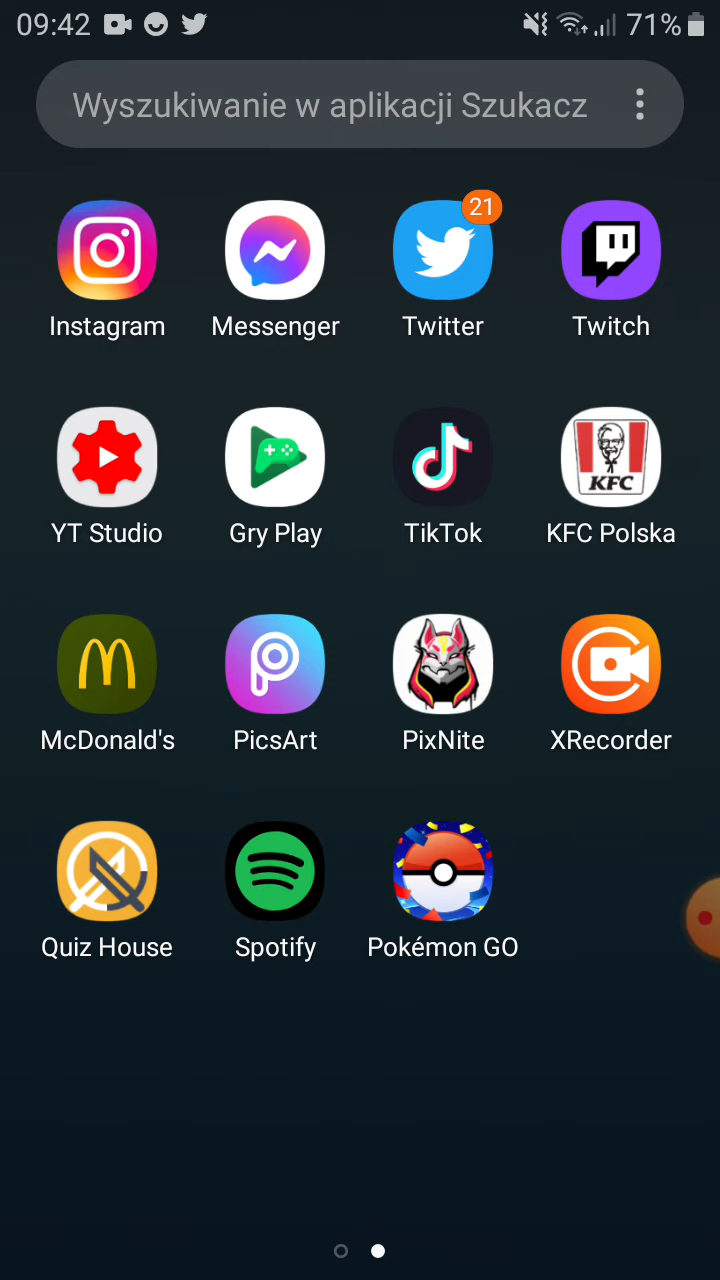 09:42 71%
Wyszukiwanie w aplikacji Szukacz
21
Instagram Messenger Twitter Twitch
KFC
YT Studio Gry Play TikTok KFC Polska
McDonald's PicsArt PixNite XRecorder
Quiz House Spotify Pokémon GO